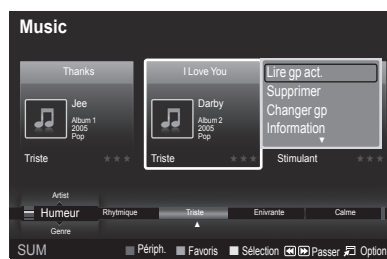 Music
Thanks
Jee
Album 1
2005
Pop
Triste
I Love You
Darby
Album 2
2005
Pop
Triste
Lire gp act.
Supprimer
Changer gp
Information
Stimulant
Artist
Humeur
Genre
Rhytmique
Triste
Enivrante
Calme
SUM
Périph.
Favoris
Sélection
Passer
Option